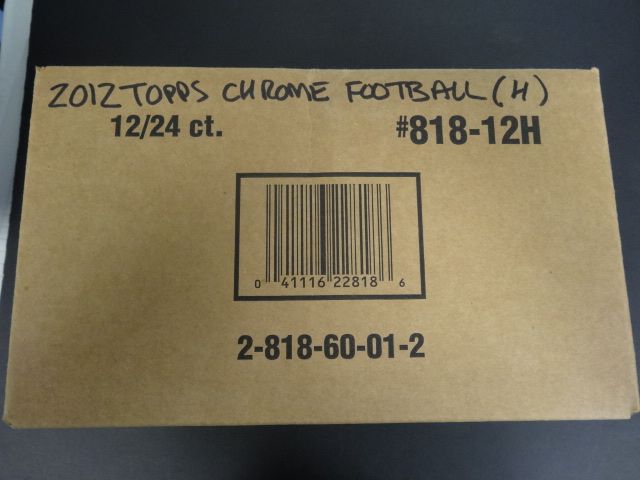 2012 TOPPS CHROME FOOTBALL (H)
12/24 ct. #818-12H
0 41116 22818 6
2-818-60-01-2